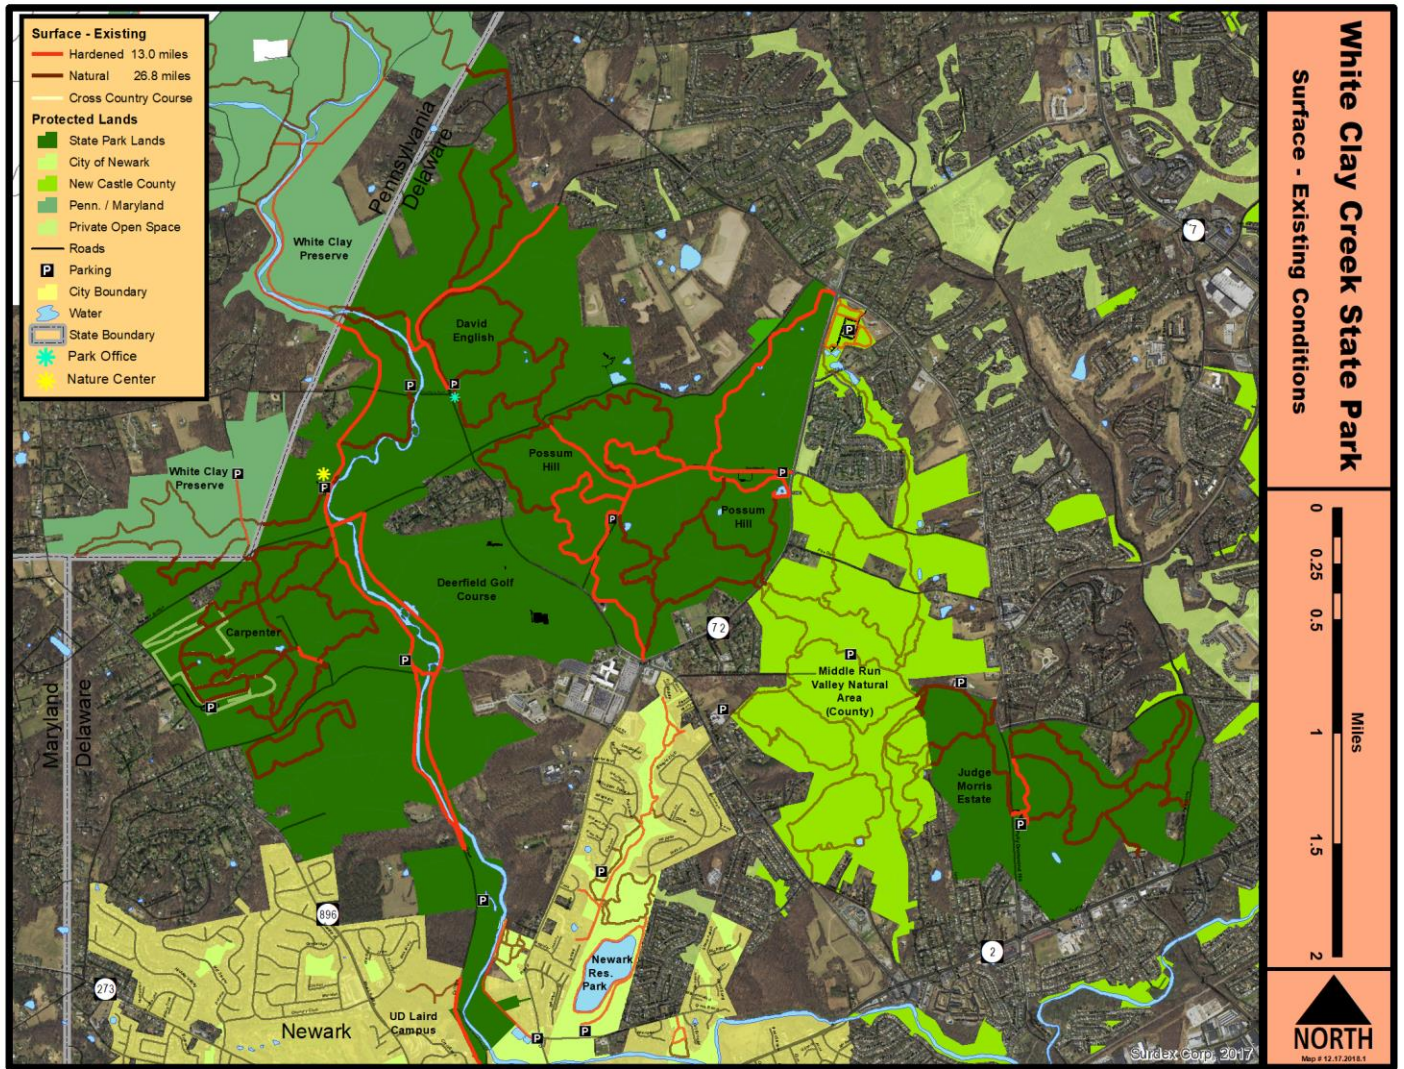 Surface - Existing
Hardened 13.0 miles
Natural 26.8 miles
Cross Country Course
Protected Lands
State Park Lands
City of Newark
New Castle County
Penn. / Maryland
Private Open Space
Roads
P Parking
City Boundary
Water
State Boundary
Park Office
Nature Center
White Clay Creek State Park
Surface - Existing Conditions
0
0.25
0.5
1
1.5
2
Miles
NORTH
Map # 12.17.2018.1
Pennsylvania
Delaware
White Clay
Preserve
7
David
English
P
P
P
White Clay
Preserve
P
P
Possum
Hill
P
P
Possum
Hill
Deerfield Golf
Course
Carpenter
72
P
P
P
Middle Run
Valley Natural
Area
(County)
P
P
Maryland
Delaware
Judge
Morris
Estate
P
P
P
896
2
Newark
Res.
Park
273
UD Laird
Campus
Newark
P
P
Surdex Corp, 2017